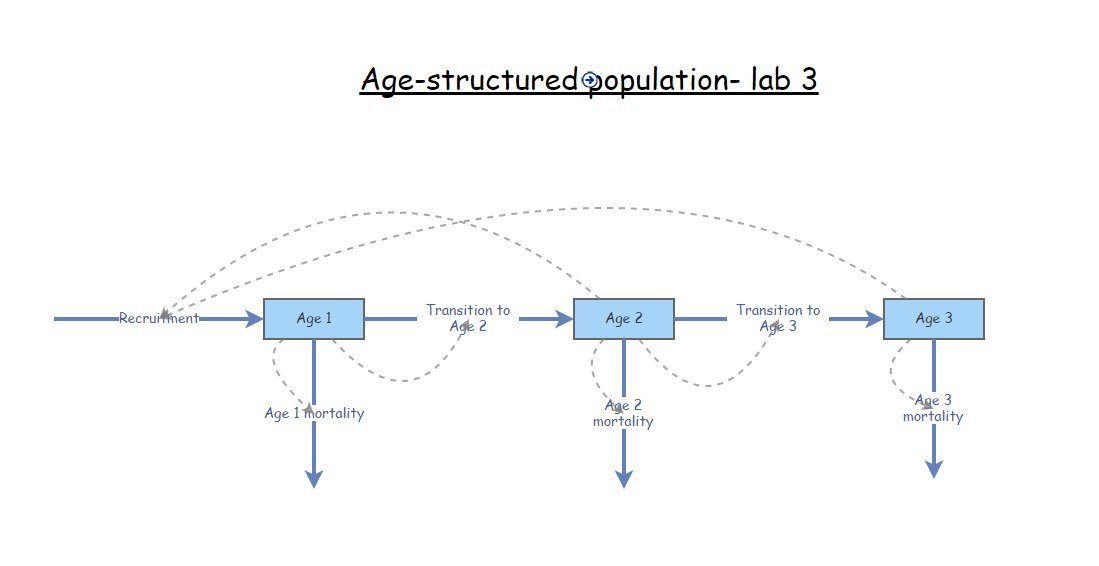 Age-structured population- lab 3
Recruitment
Age 1
Transition to
Age 2
Age 2
Transition to
Age 3
Age 3
Age 1 mortality
Age 2
mortality
Age 3
mortality